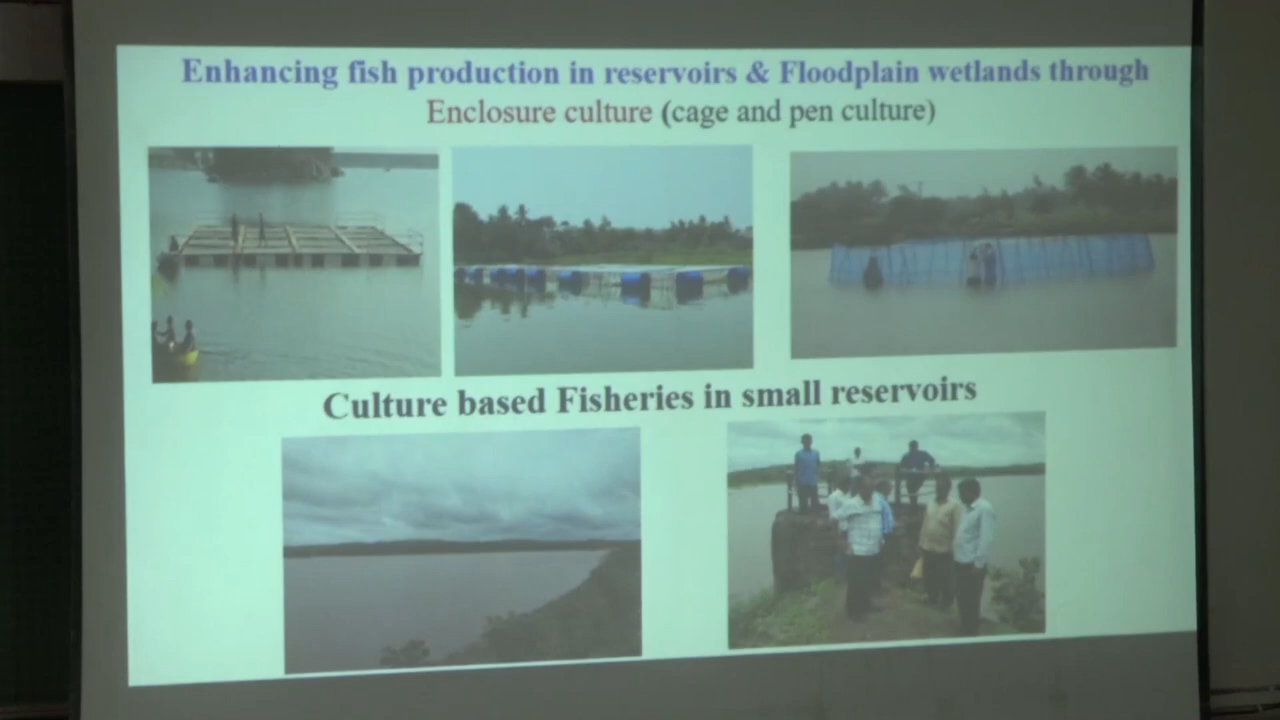 Enhancing fish production in reservoirs & Floodplain wetlands through
Enclosure culture (cage and pen culture)
Culture based Fisheries in small reservoirs